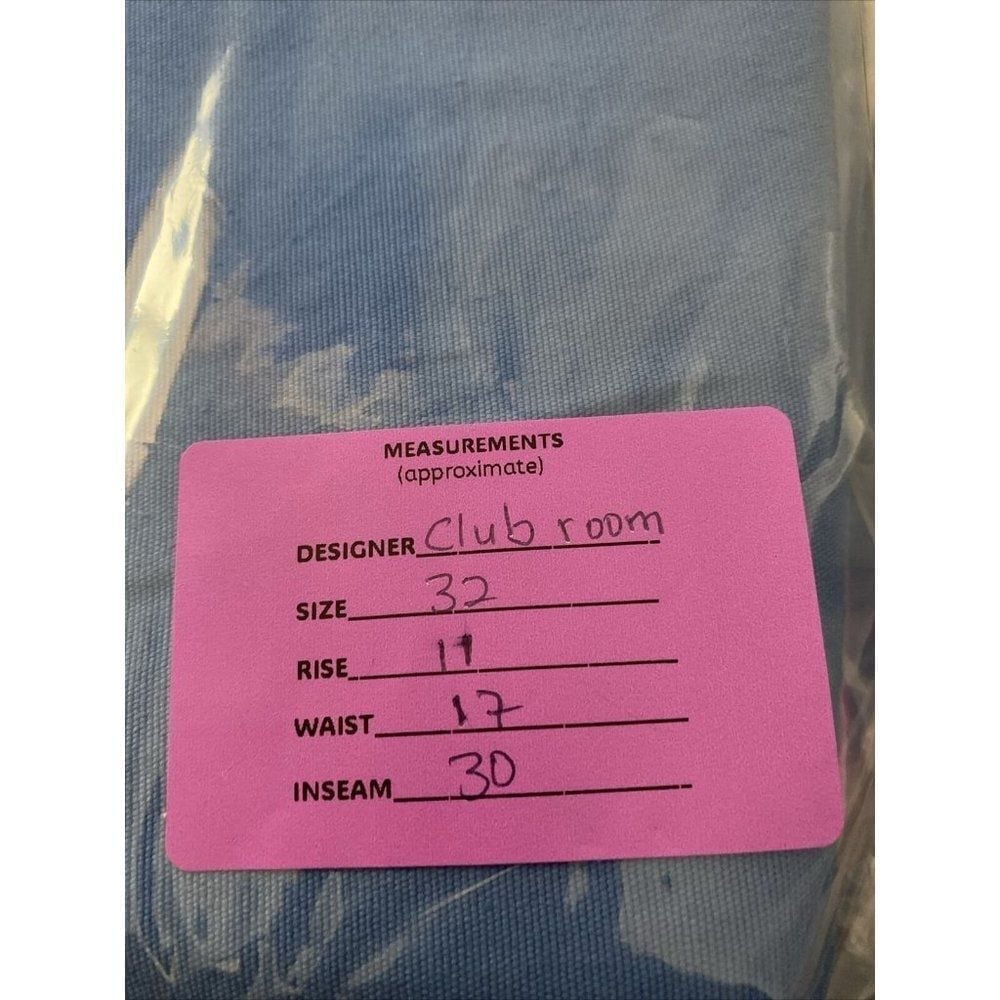 MEASUREMENTS
(approximate)
DESIGNER Club room
SIZE 32
RISE 11
WAIST 17
INSEAM 30